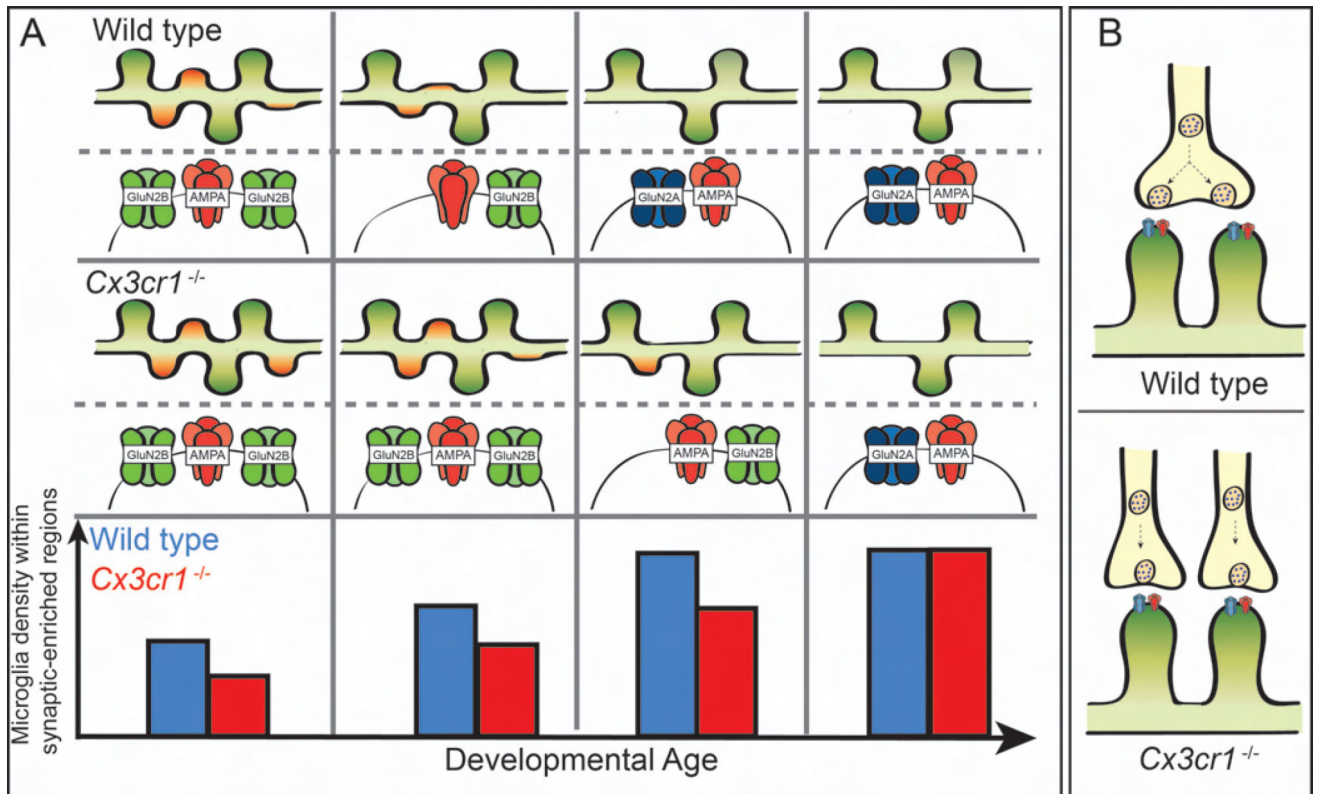 A
Wild type
GluN2B AMPA GluN2B
GluN2B
GluN2A AMPA
GluN2A AMPA
Cx3cr1 -/-
GluN2B AMPA GluN2B
GluN2B AMPA GluN2B
AMPA GluN2B
GluN2A AMPA
Microglia density within
synaptic-enriched regions
Wild type
Cx3cr1 -/-
Developmental Age
B
Wild type
Cx3cr1 -/-